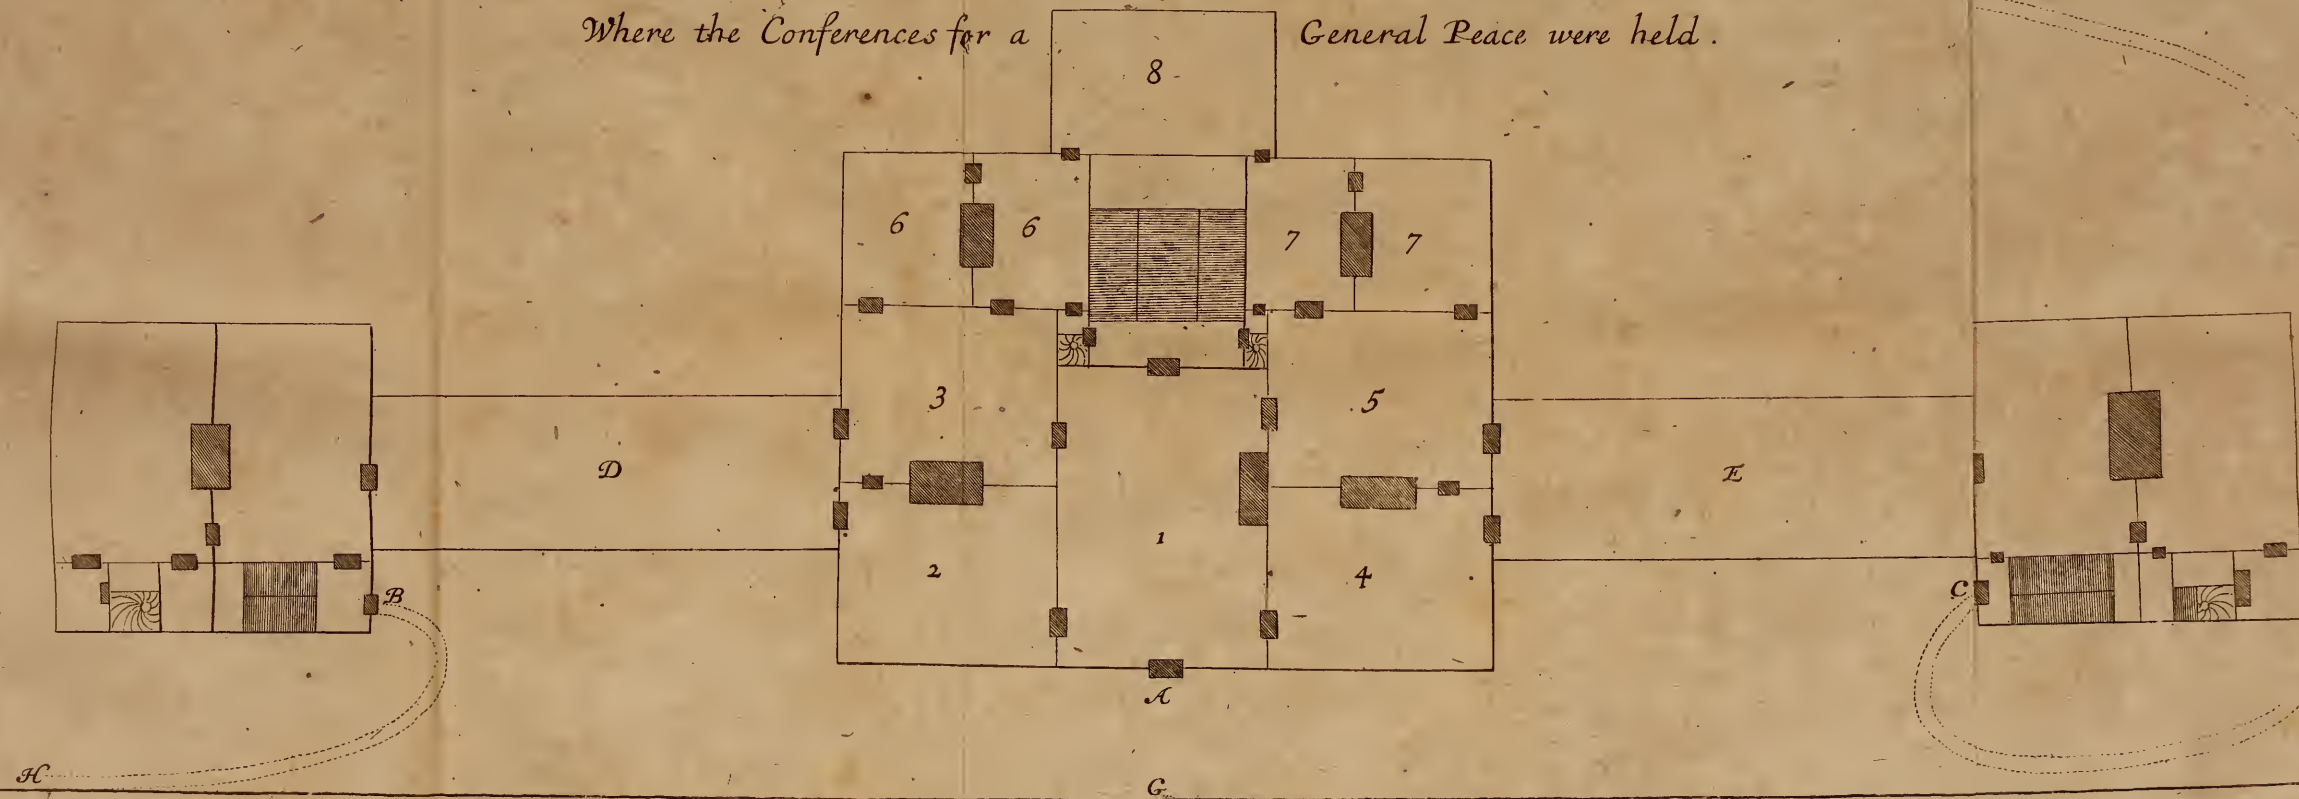 Where the Conferences for a General Peace were held.
8
6 6 7 7
3 5
D E
1
2 4
B C
A
H
G